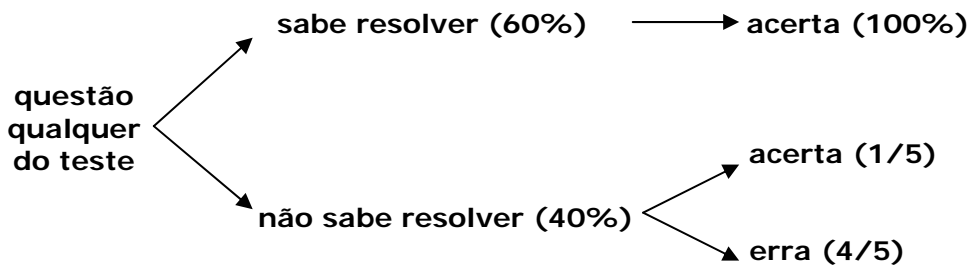 sabe resolver (60%)
acerta (100%)
questão
qualquer
do teste
acerta (1/5)
não sabe resolver (40%)
erra (4/5)